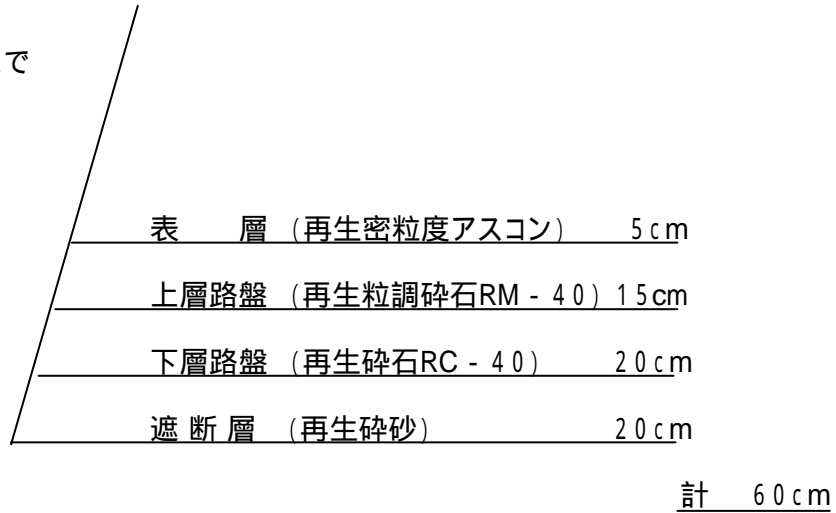 で
表　層 (再生密粒度アスコン) 5cm
上層路盤 (再生粒調砕石RM - 40) 15cm
下層路盤 (再生砕石RC - 40) 20cm
遮断層 (再生砕砂) 20cm
計 60cm